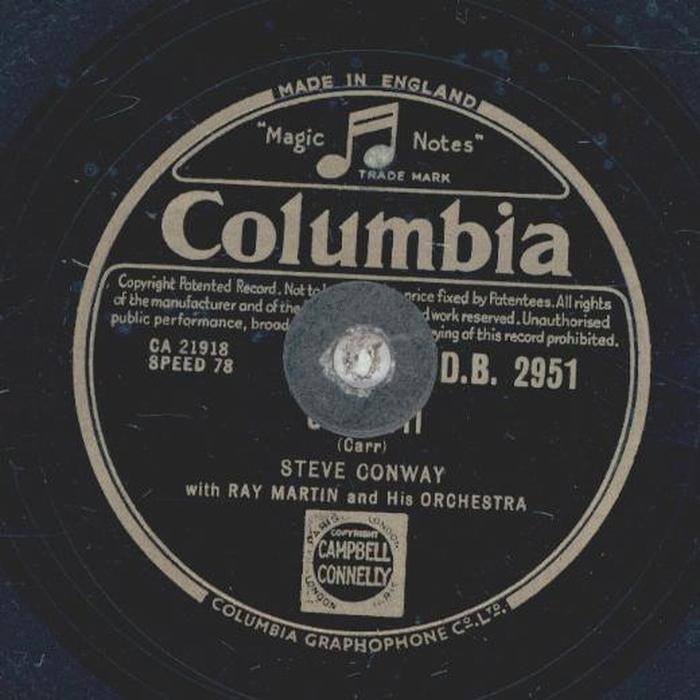 MADE IN ENGLAND
"Magic Notes"
TRADE MARK
Columbia
Copyright Patented Record. Not to price fixed by Patentees. All rights
of the manufacturer and of the work reserved. Unauthorised
public performance, broad ying of this record prohibited.
CA 21918
SPEED 78
D.B. 2951
(Carr)
STEVE CONWAY
with RAY MARTIN and His ORCHESTRA
PARIS LONDON
COPYRIGHT
CAMPBELL
CONNELLY
LONDON PARIS
COLUMBIA GRAPHOPHONE Co. LTD.